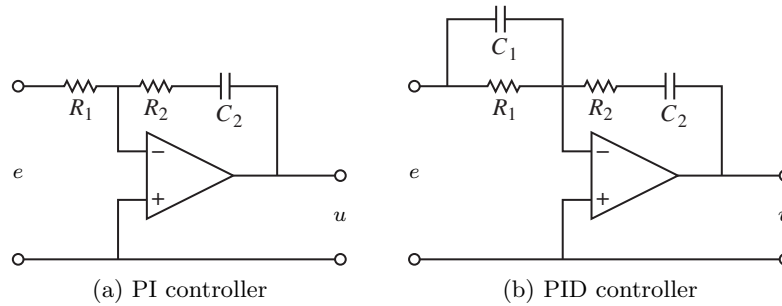 R₁ R₂ C₂
−
+
e
u
(a) PI controller
C₁
R₁ R₂ C₂
−
+
e
(b) PID controller